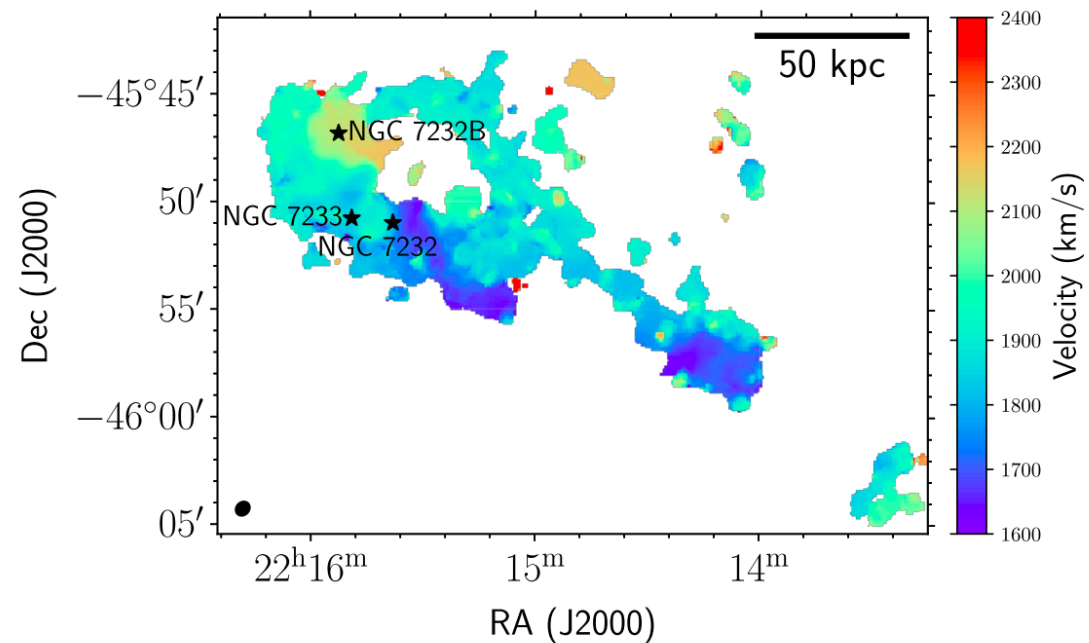 2400
50 kpc
−45°45′
2300
NGC 7232B
2200
50′
NGC 7233
2100
NGC 7232
2000
55′
1900
−46°00′
1800
1700
05′
1600
22ʰ16ᵐ
15ᵐ
14ᵐ
RA (J2000)
Dec (J2000)
Velocity (km/s)